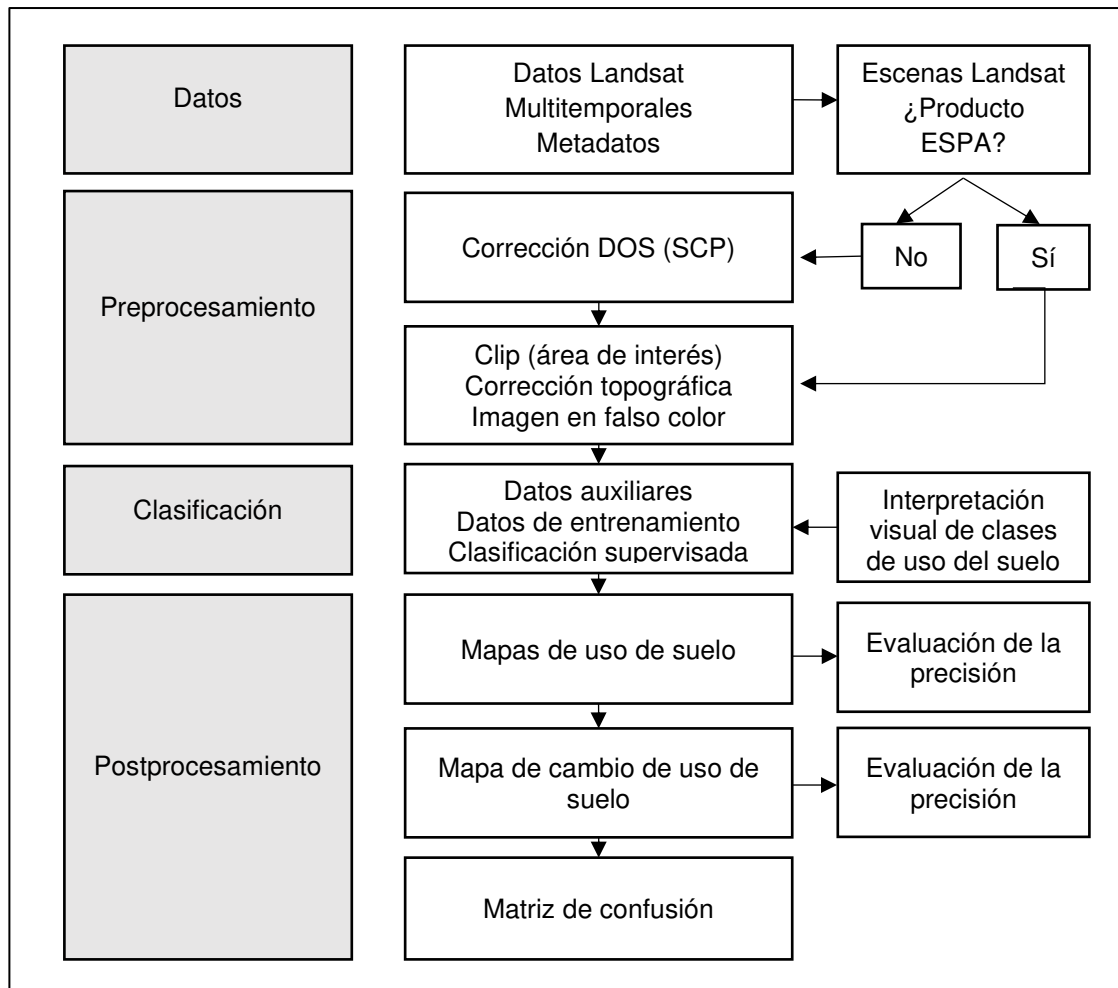 Datos
Datos Landsat
Multitemporales
Metadatos
Escenas Landsat
¿Producto
ESPA?
Preprocesamiento
Corrección DOS (SCP)
No
Sí
Clip (área de interés)
Corrección topográfica
Imagen en falso color
Clasificación
Datos auxiliares
Datos de entrenamiento
Clasificación supervisada
Interpretación
visual de clases
de uso del suelo
Postprocesamiento
Mapas de uso de suelo
Evaluación de la
precisión
Mapa de cambio de uso de
suelo
Evaluación de la
precisión
Matriz de confusión